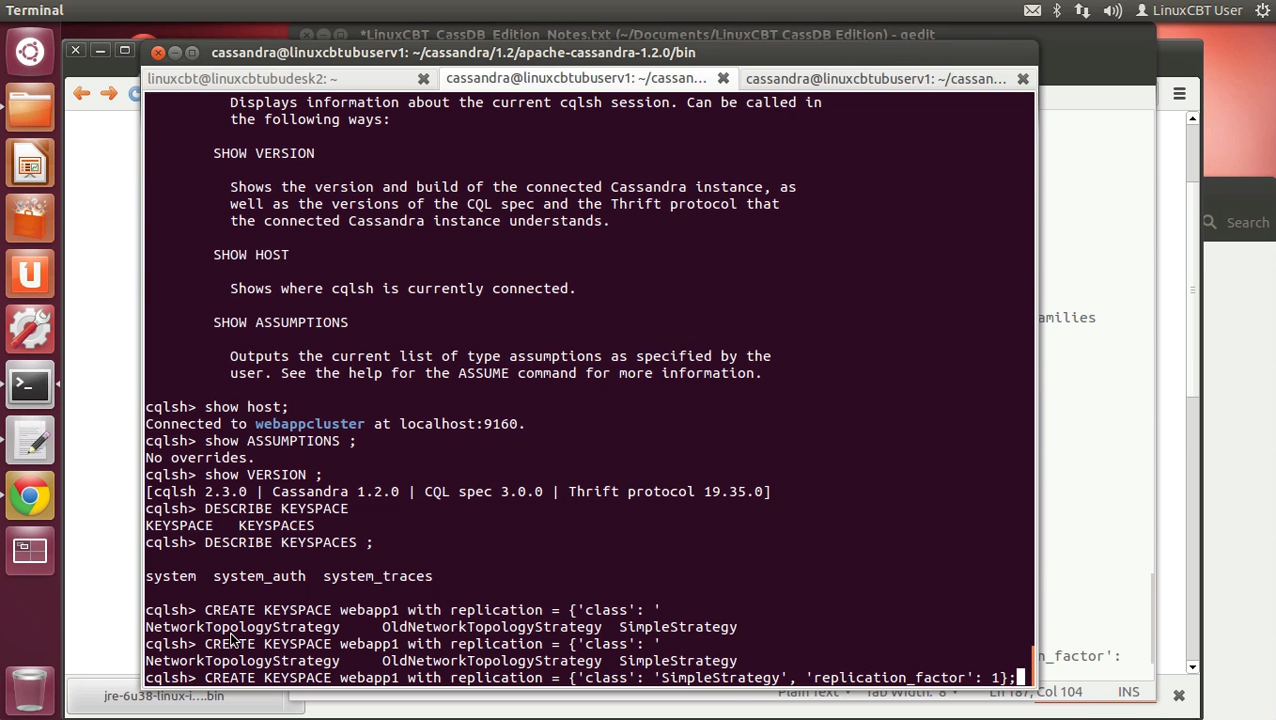 Terminal
LinuxCBT User
*LinuxCBT CassDB Edition_Notes.txt (~/Documents/LinuxCBT CassDB Edition) - gedit
cassandra@linuxcbtubuserv1: ~/cassandra/1.2/apache-cassandra-1.2.0/bin
linuxcbt@linuxcbtubudesk2: ~
cassandra@linuxcbtubuserv1: ~/cassan...
cassandra@linuxcbtubuserv1: ~/cassan...
Displays information about the current cqlsh session. Can be called in
the following ways:
SHOW VERSION
Shows the version and build of the connected Cassandra instance, as
well as the versions of the CQL spec and the Thrift protocol that
the connected Cassandra instance understands.
Search
SHOW HOST
Shows where cqlsh is currently connected.
SHOW ASSUMPTIONS
amilies
Outputs the current list of type assumptions as specified by the
user. See the help for the ASSUME command for more information.
cqlsh> show host;
Connected to webappcluster at localhost:9160.
cqlsh> show ASSUMPTIONS ;
No overrides.
cqlsh> show VERSION ;
[cqlsh 2.3.0 | Cassandra 1.2.0 | CQL spec 3.0.0 | Thrift protocol 19.35.0]
cqlsh> DESCRIBE KEYSPACE
KEYSPACE   KEYSPACES
cqlsh> DESCRIBE KEYSPACES ;
system  system_auth  system_traces
cqlsh> CREATE KEYSPACE webapp1 with replication = {'class': '
NetworkTopologyStrategy     OldNetworkTopologyStrategy  SimpleStrategy
cqlsh> CREATE KEYSPACE webapp1 with replication = {'class': '
NetworkTopologyStrategy     OldNetworkTopologyStrategy  SimpleStrategy
n_factor':
cqlsh> CREATE KEYSPACE webapp1 with replication = {'class': 'SimpleStrategy', 'replication_factor': 1};
jre-6u38-linux-i....bin
Plain Text
Tab Width: 8
Ln 187, Col 104
INS